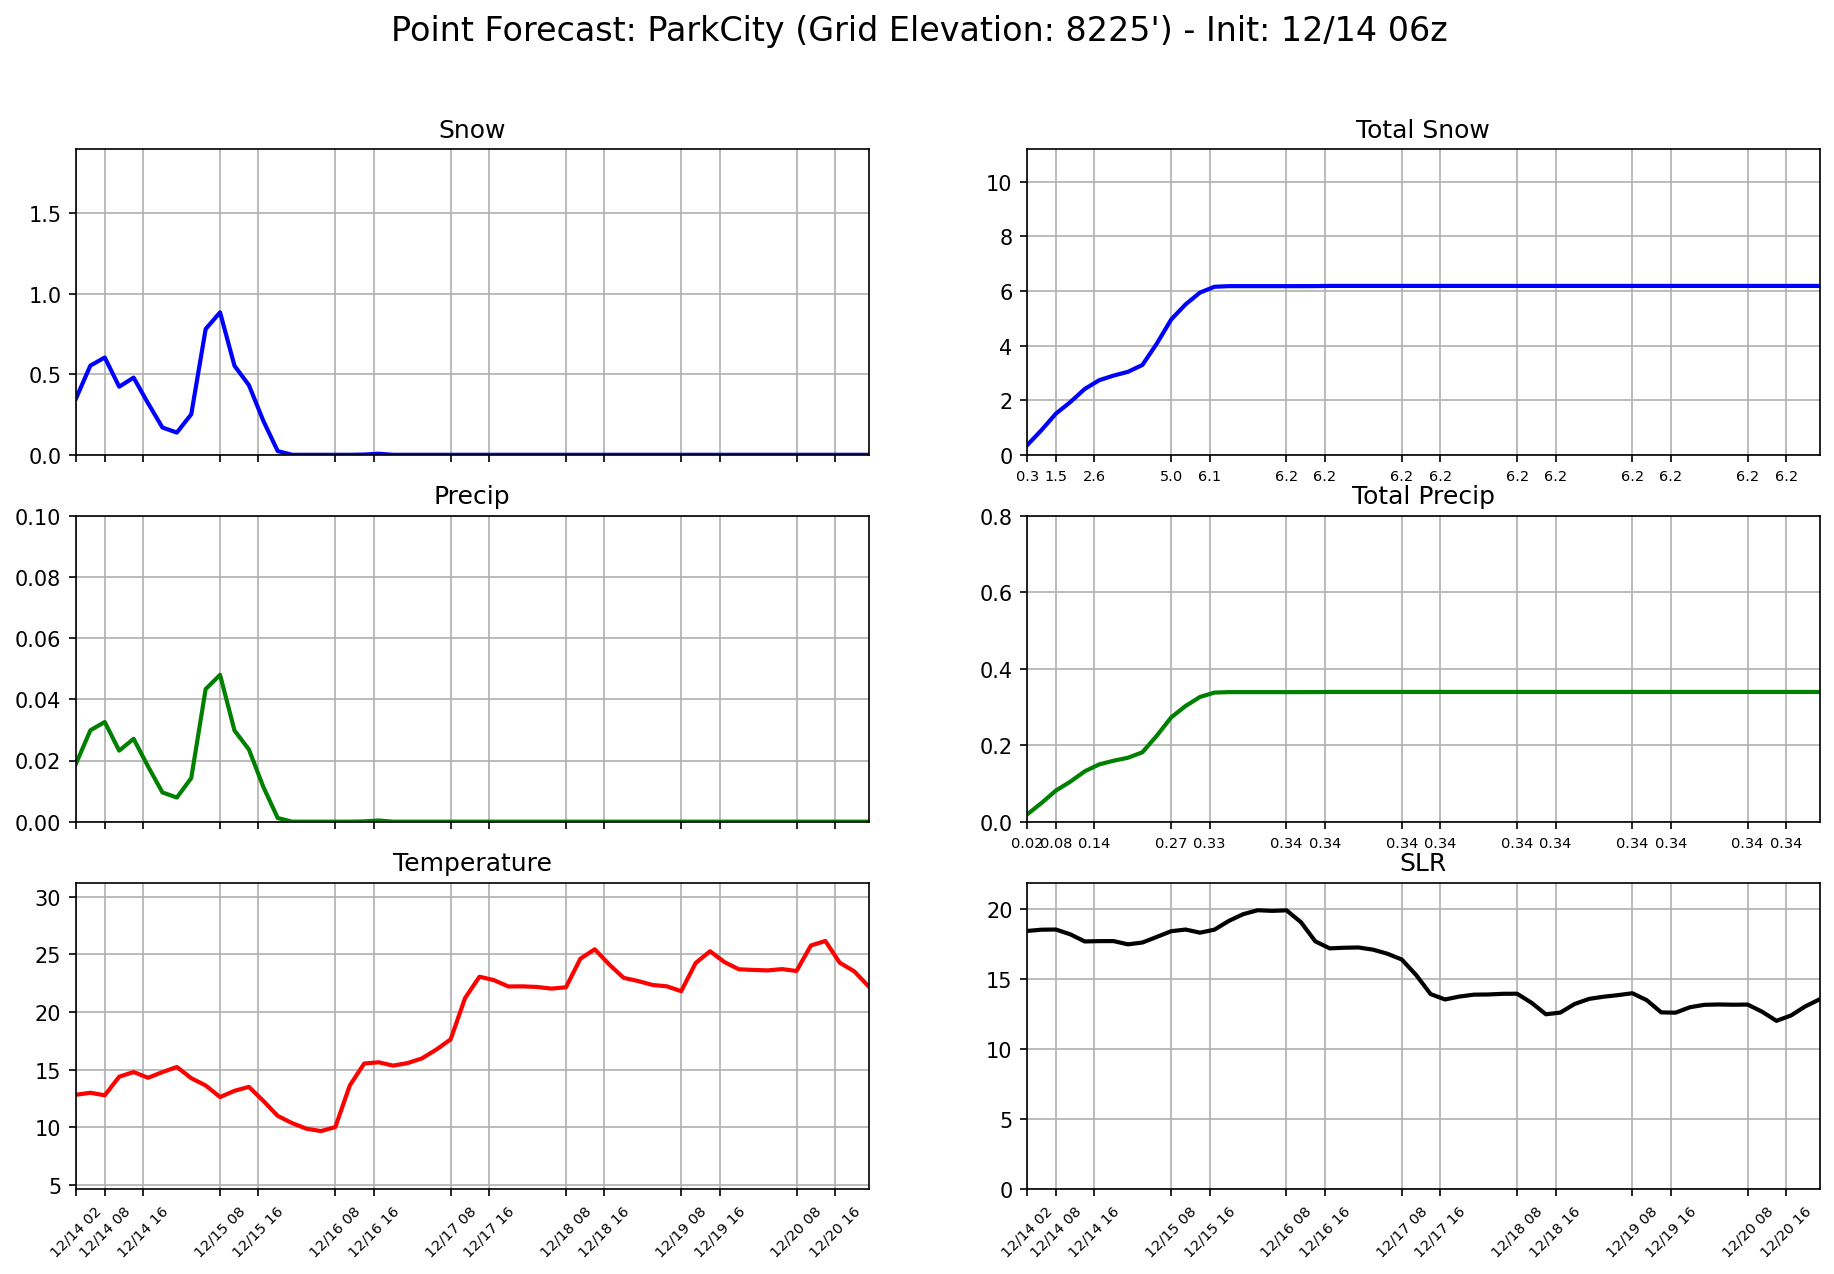 Point Forecast: ParkCity (Grid Elevation: 8225') - Init: 12/14 06z
Snow
1.5
1.0
0.5
0.0
Total Snow
10
8
6
4
2
0
0.3 1.5 2.6 5.0 6.1 6.2 6.2 6.2 6.2 6.2 6.2 6.2 6.2 6.2 6.2
Precip
0.10
0.08
0.06
0.04
0.02
0.00
Total Precip
0.8
0.6
0.4
0.2
0.0
0.02 0.08 0.14 0.27 0.33 0.34 0.34 0.34 0.34 0.34 0.34 0.34 0.34 0.34 0.34
Temperature
30
25
20
15
10
5
12/14 02 12/14 08 12/14 16 12/15 08 12/15 16 12/16 08 12/16 16 12/17 08 12/17 16 12/18 08 12/18 16 12/19 08 12/19 16 12/20 08 12/20 16
SLR
20
15
10
5
0
12/14 02 12/14 08 12/14 16 12/15 08 12/15 16 12/16 08 12/16 16 12/17 08 12/17 16 12/18 08 12/18 16 12/19 08 12/19 16 12/20 08 12/20 16